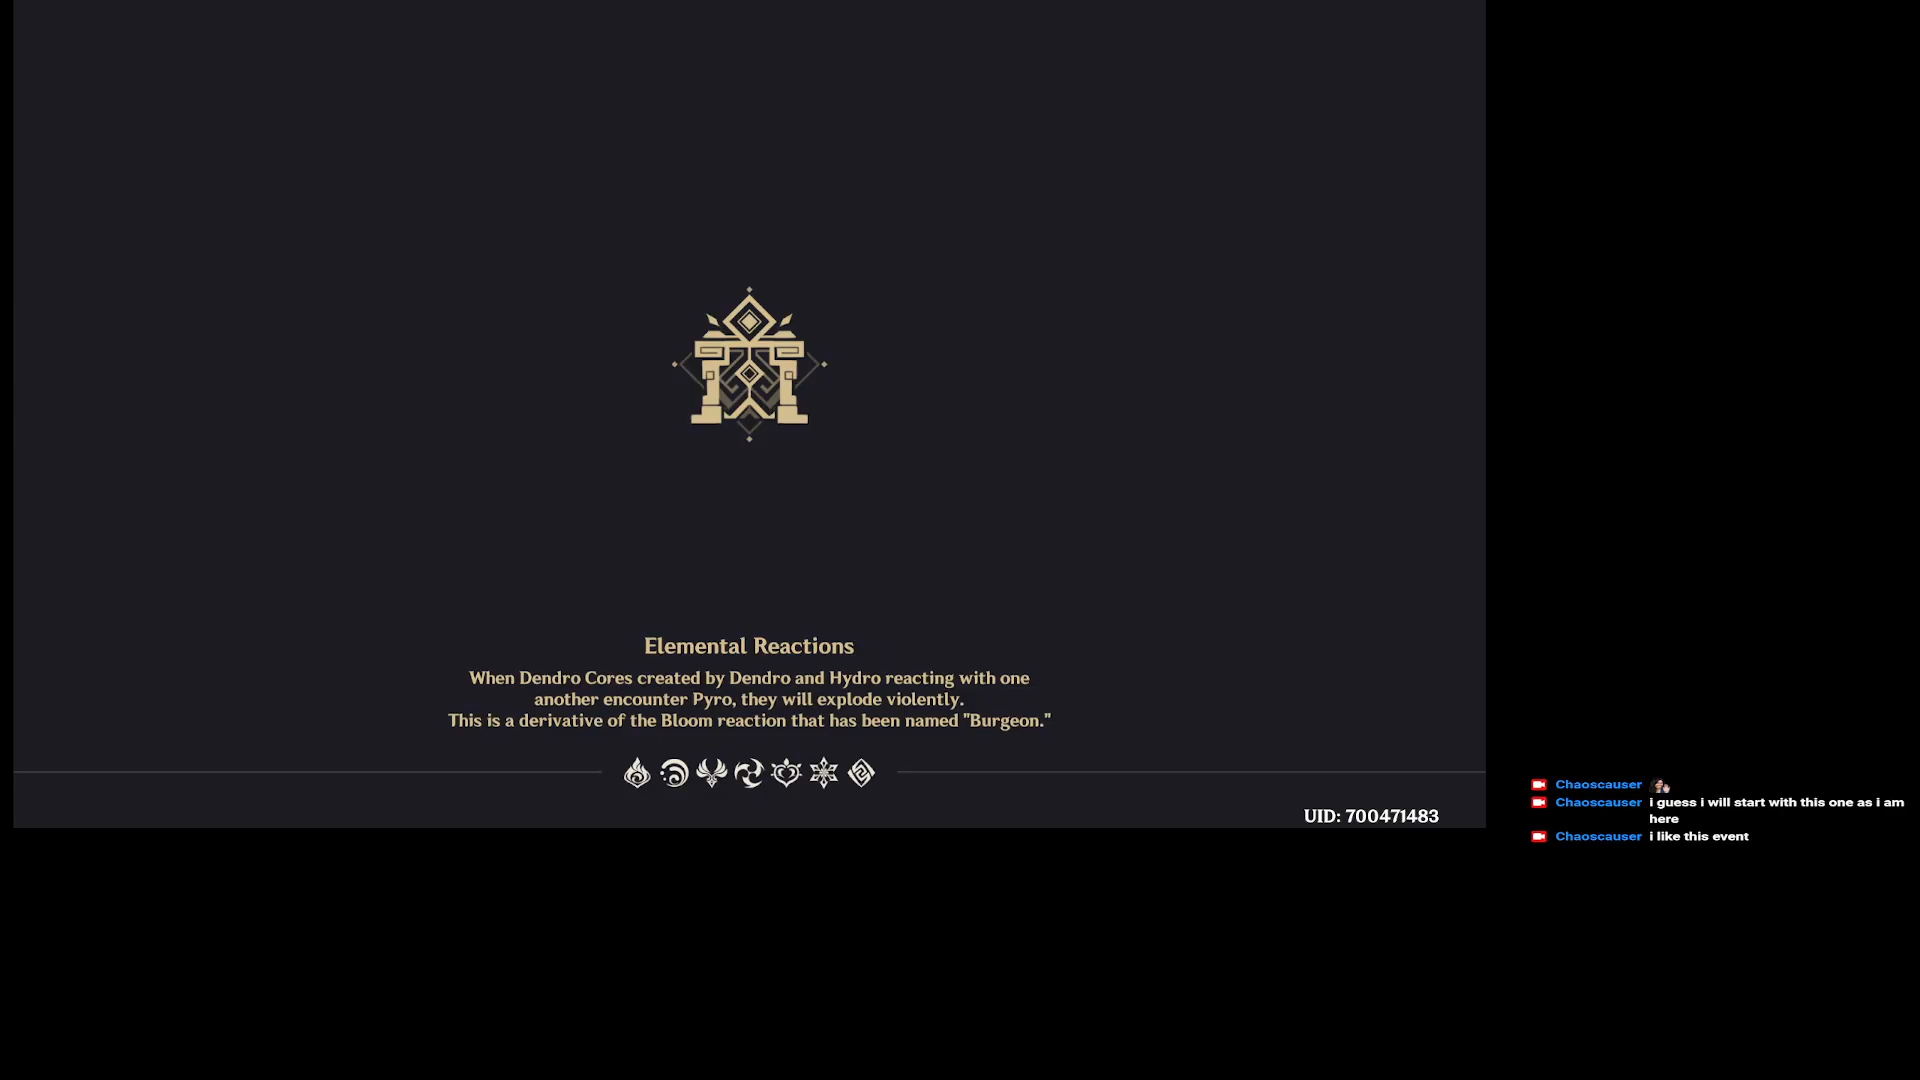 Elemental Reactions
When Dendro Cores created by Dendro and Hydro reacting with one
another encounter Pyro, they will explode violently.
This is a derivative of the Bloom reaction that has been named "Burgeon."
UID: 700471483
Chaoscauser
Chaoscauser i guess i will start with this one as i am
here
Chaoscauser i like this event